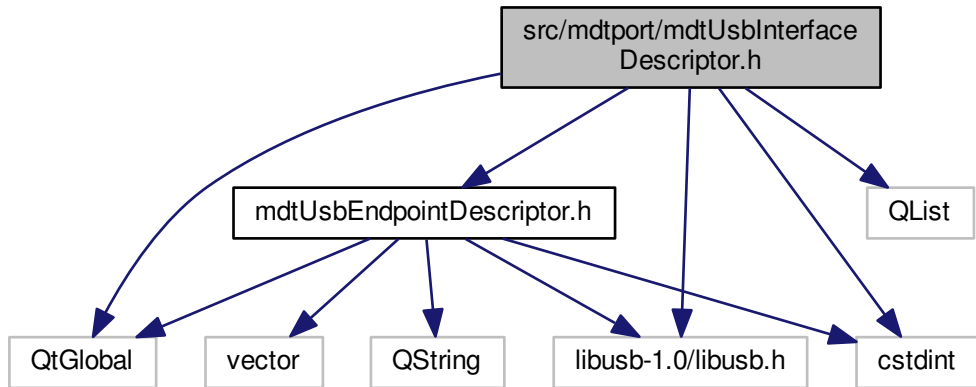 src/mdtport/mdtUsbInterface
Descriptor.h
mdtUsbEndpointDescriptor.h
QList
QtGlobal
vector
QString
libusb-1.0/libusb.h
cstdint